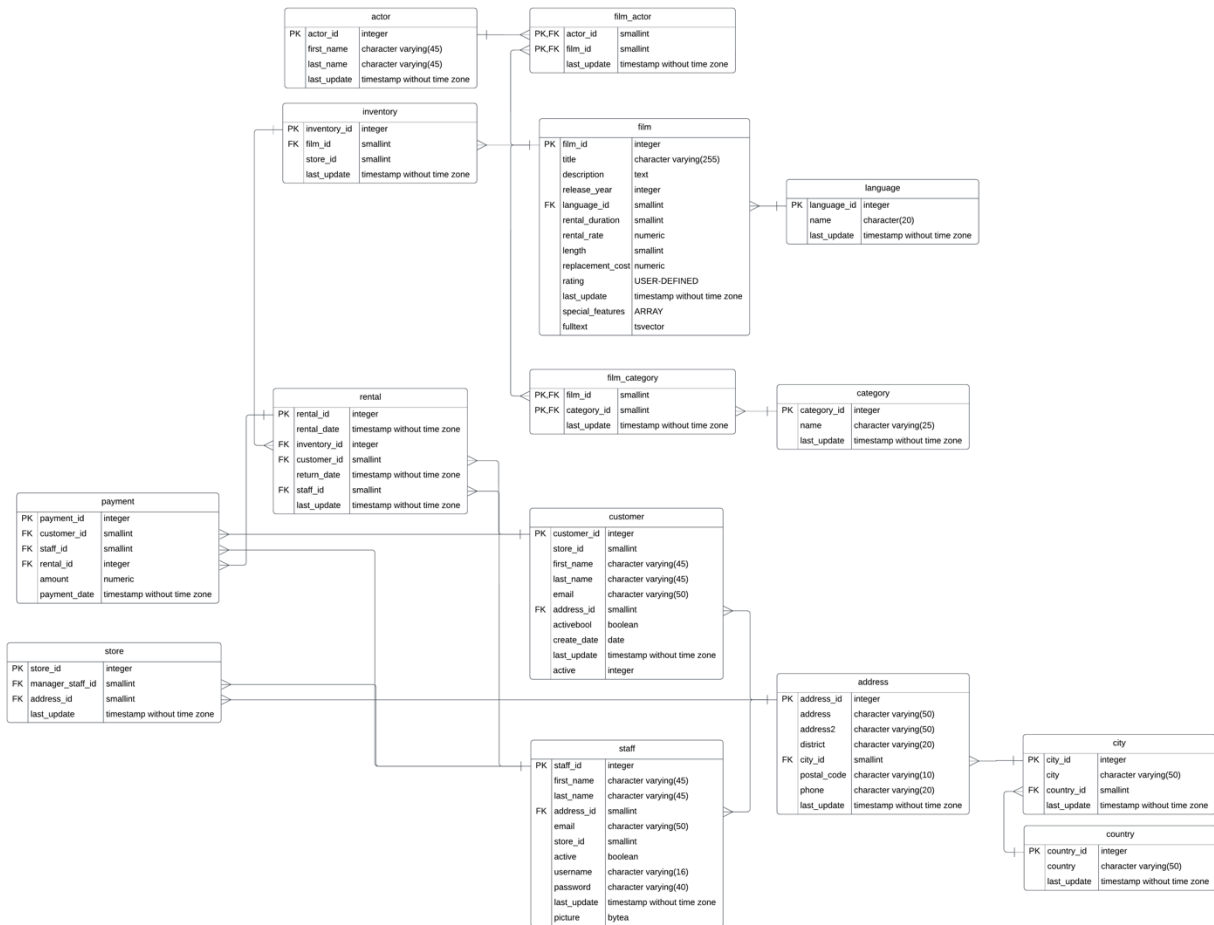 actor
PK actor_id integer
first_name character varying(45)
last_name character varying(45)
last_update timestamp without time zone
film_actor
PK,FK actor_id smallint
PK,FK film_id smallint
last_update timestamp without time zone
inventory
PK inventory_id integer
FK film_id smallint
store_id smallint
last_update timestamp without time zone
film
PK film_id integer
title character varying(255)
description text
release_year integer
FK language_id smallint
rental_duration smallint
rental_rate numeric
length smallint
replacement_cost numeric
rating USER-DEFINED
last_update timestamp without time zone
special_features ARRAY
fulltext tsvector
language
PK language_id integer
name character(20)
last_update timestamp without time zone
film_category
PK,FK film_id smallint
PK,FK category_id smallint
last_update timestamp without time zone
category
PK category_id integer
name character varying(25)
last_update timestamp without time zone
rental
PK rental_id integer
rental_date timestamp without time zone
FK inventory_id integer
FK customer_id smallint
return_date timestamp without time zone
FK staff_id smallint
last_update timestamp without time zone
payment
PK payment_id integer
FK customer_id smallint
FK staff_id smallint
FK rental_id integer
amount numeric
payment_date timestamp without time zone
customer
PK customer_id integer
store_id smallint
first_name character varying(45)
last_name character varying(45)
email character varying(50)
FK address_id smallint
activebool boolean
create_date date
last_update timestamp without time zone
active integer
store
PK store_id integer
FK manager_staff_id smallint
FK address_id smallint
last_update timestamp without time zone
address
PK address_id integer
address character varying(50)
address2 character varying(50)
district character varying(20)
FK city_id smallint
postal_code character varying(10)
phone character varying(20)
last_update timestamp without time zone
staff
PK staff_id integer
first_name character varying(45)
last_name character varying(45)
FK address_id smallint
email character varying(50)
store_id smallint
active boolean
username character varying(16)
password character varying(40)
last_update timestamp without time zone
picture bytea
city
PK city_id integer
city character varying(50)
FK country_id smallint
last_update timestamp without time zone
country
PK country_id integer
country character varying(50)
last_update timestamp without time zone